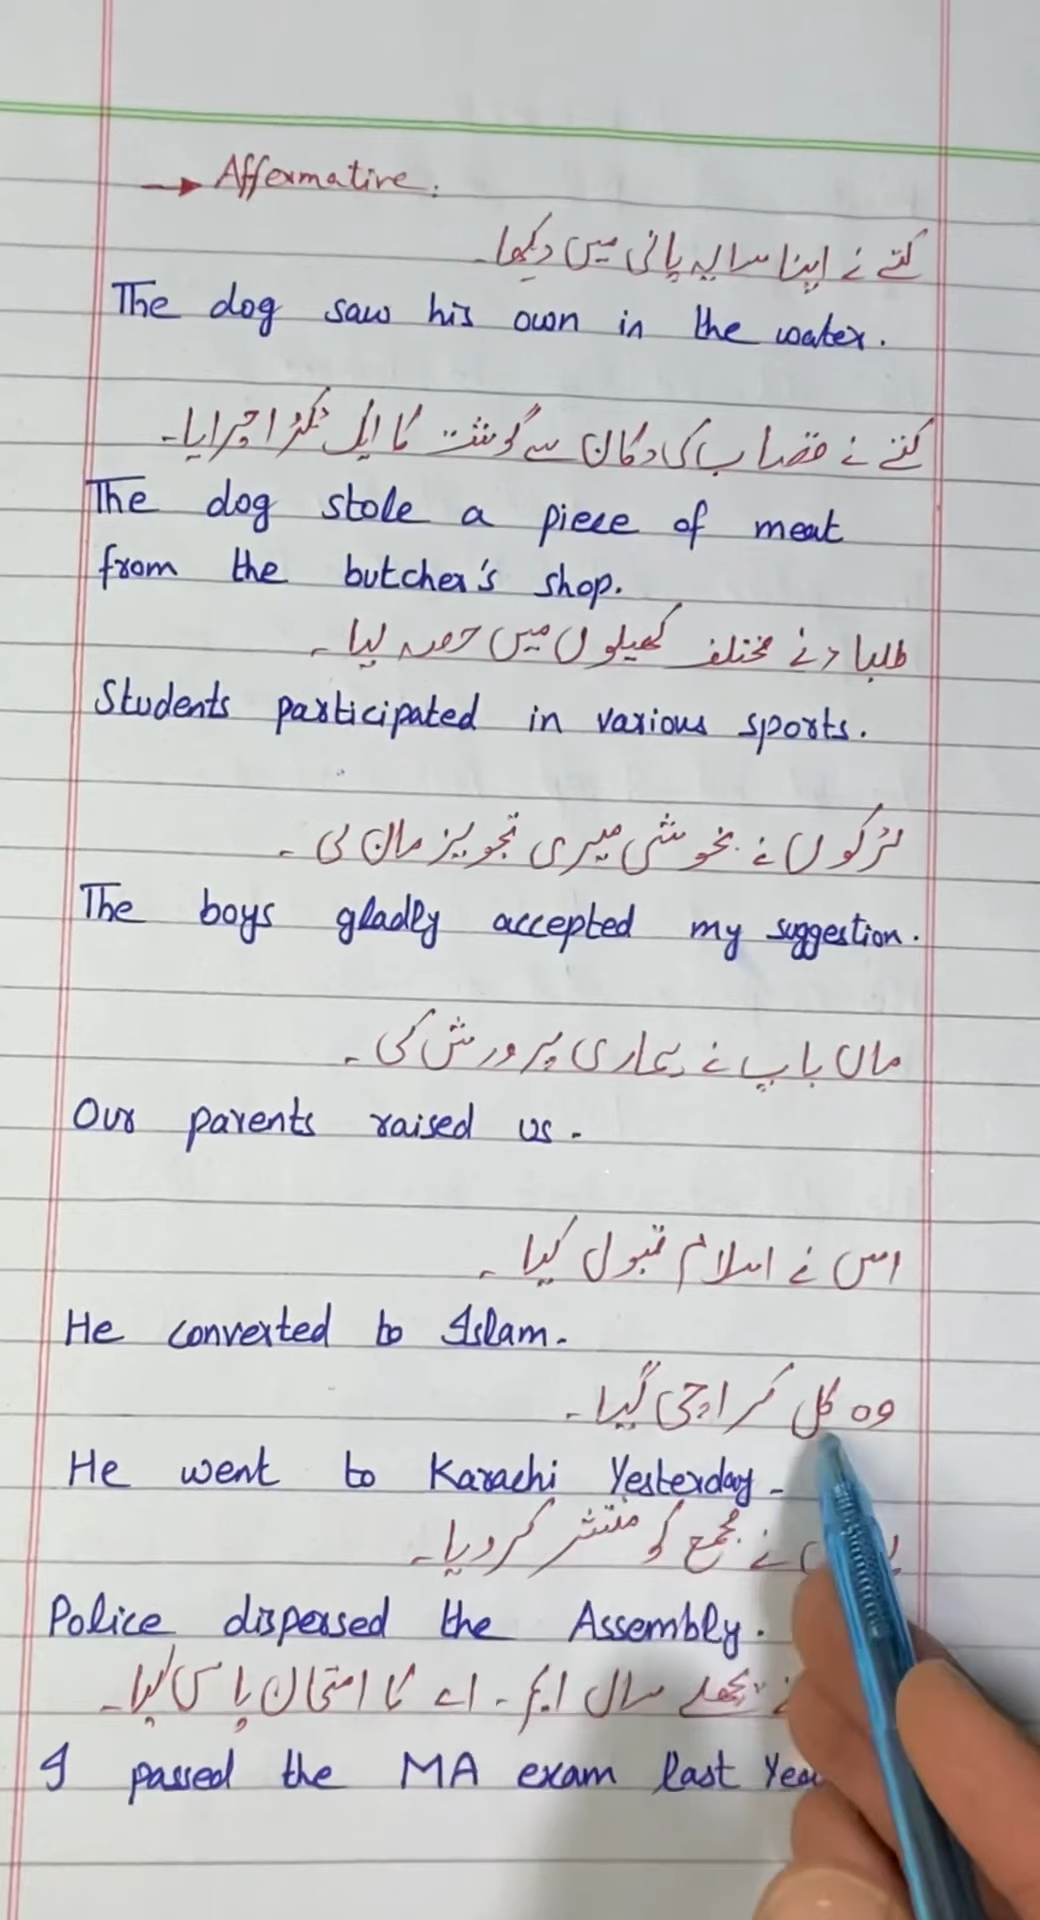 → Affermative.
کتے نے اپنا سایہ پانی میں دیکھا۔
The dog saw his own in the water.
کتے نے قصاب کی دکان سے گوشت کا ایک ٹکڑا چرایا۔
The dog stole a piece of meat
from the butcher's shop.
طلباء نے مختلف کھیلوں میں حصہ لیا۔
Students participated in various sports.
لڑکوں نے بخوشی میری تجویز مان لی۔
The boys gladly accepted my suggestion.
ماں باپ نے ہماری پرورش کی۔
Our parents raised us.
اس نے اسلام قبول کیا۔
He converted to Islam.
وہ کل کراچی گیا۔
He went to Karachi Yesterday.
نے مجمع کو منتشر کر دیا۔
Police dispersed the Assembly.
پچھلے سال ایم۔ اے کا امتحان پاس کیا۔
I passed the MA exam last